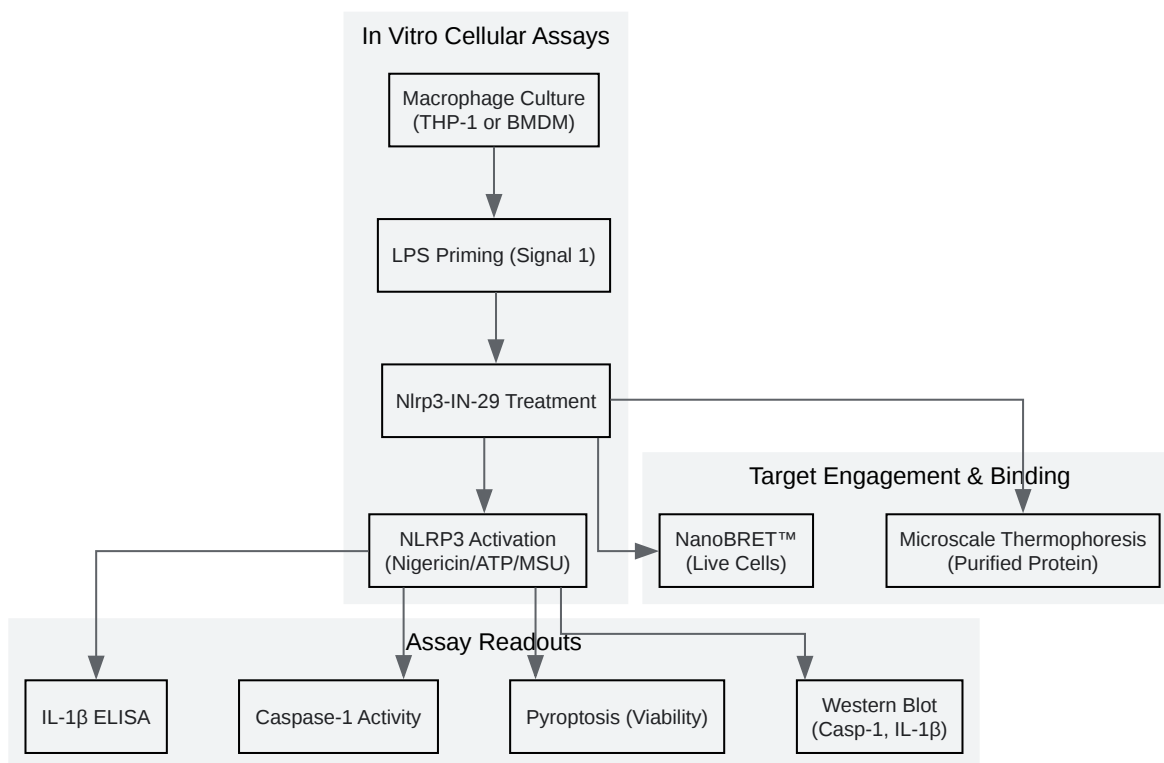 In Vitro Cellular Assays
Macrophage Culture
(THP-1 or BMDM)
LPS Priming (Signal 1)
Nlrp3-IN-29 Treatment
Target Engagement & Binding
NLRP3 Activation
(Nigericin/ATP/MSU)
NanoBRET™
(Live Cells)
Microscale Thermophoresis
(Purified Protein)
Assay Readouts
IL-1β ELISA
Caspase-1 Activity
Pyroptosis (Viability)
Western Blot
(Casp-1, IL-1β)